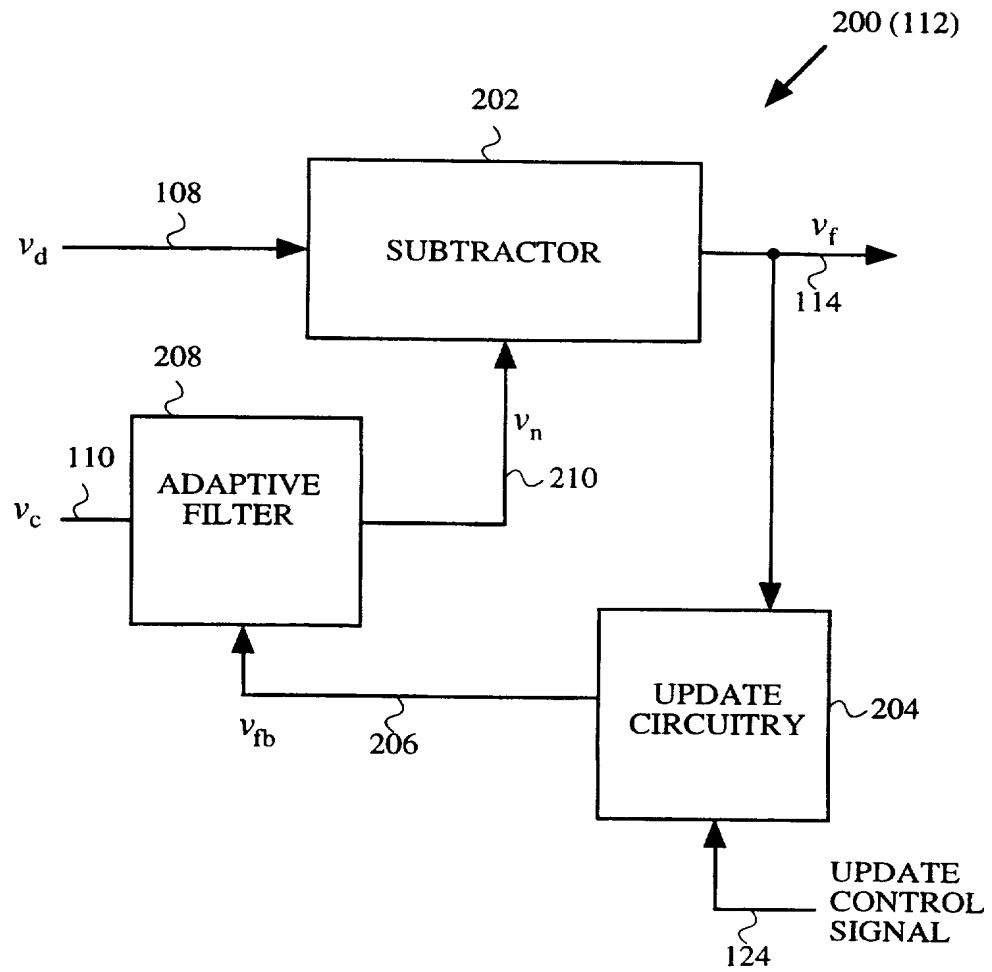 200 (112)
202
108
v_d
SUBTRACTOR
v_f
114
208
v_n
110
210
ADAPTIVE
FILTER
v_c
UPDATE
CIRCUITRY
204
v_fb
206
UPDATE
CONTROL
SIGNAL
124